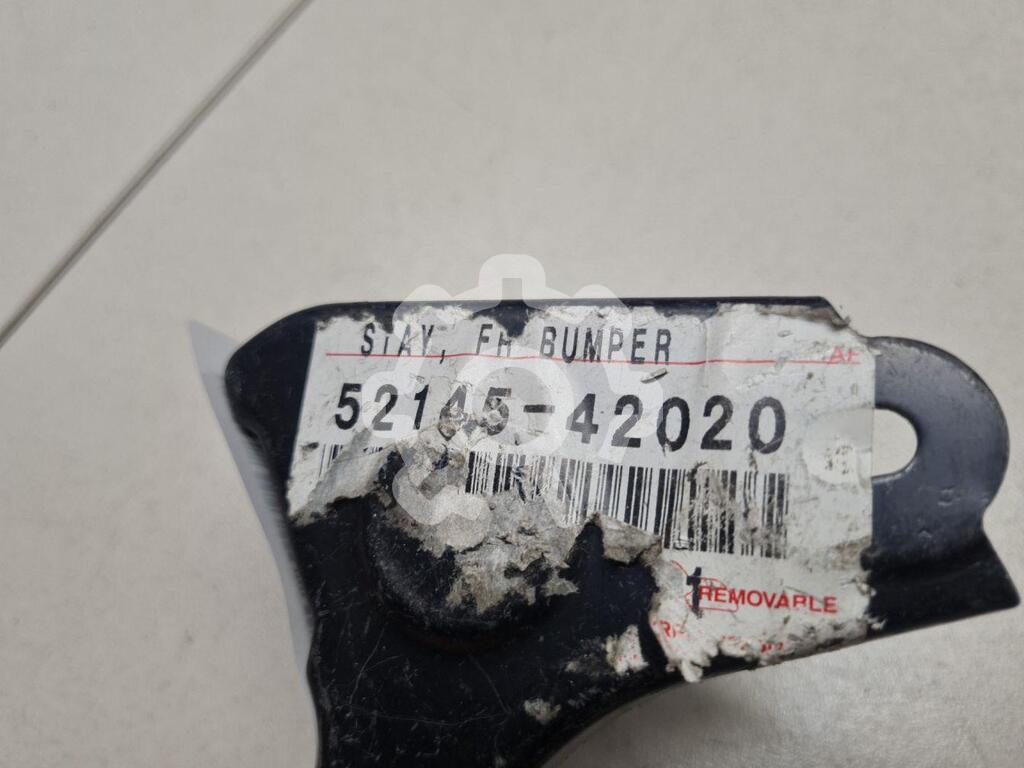 STAY, FR BUMPER
52145-42020
1
REMOVABLE